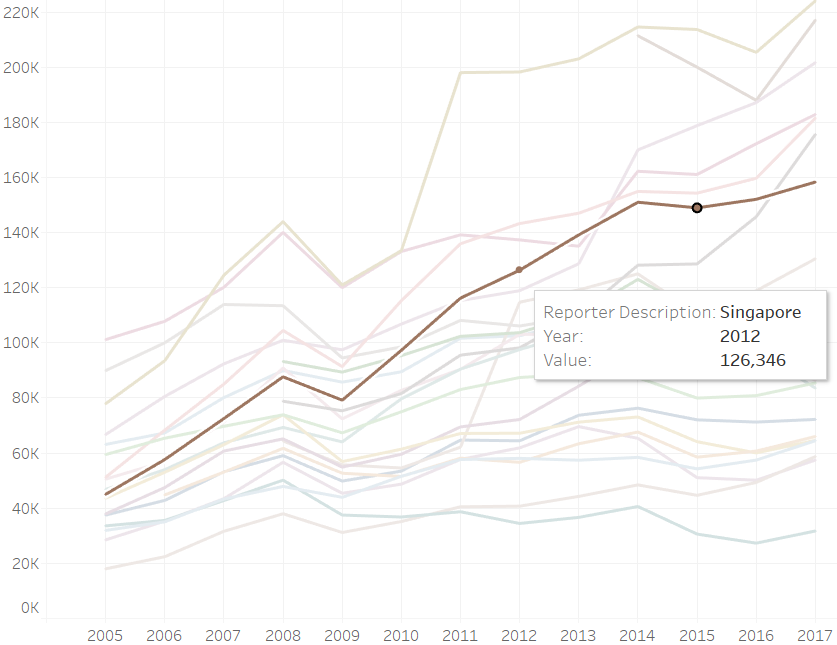 220K
200K
180K
160K
140K
120K
100K
80K
60K
40K
20K
0K
Reporter Description: Singapore
Year: 2012
Value: 126,346
2005 2006 2007 2008 2009 2010 2011 2012 2013 2014 2015 2016 2017